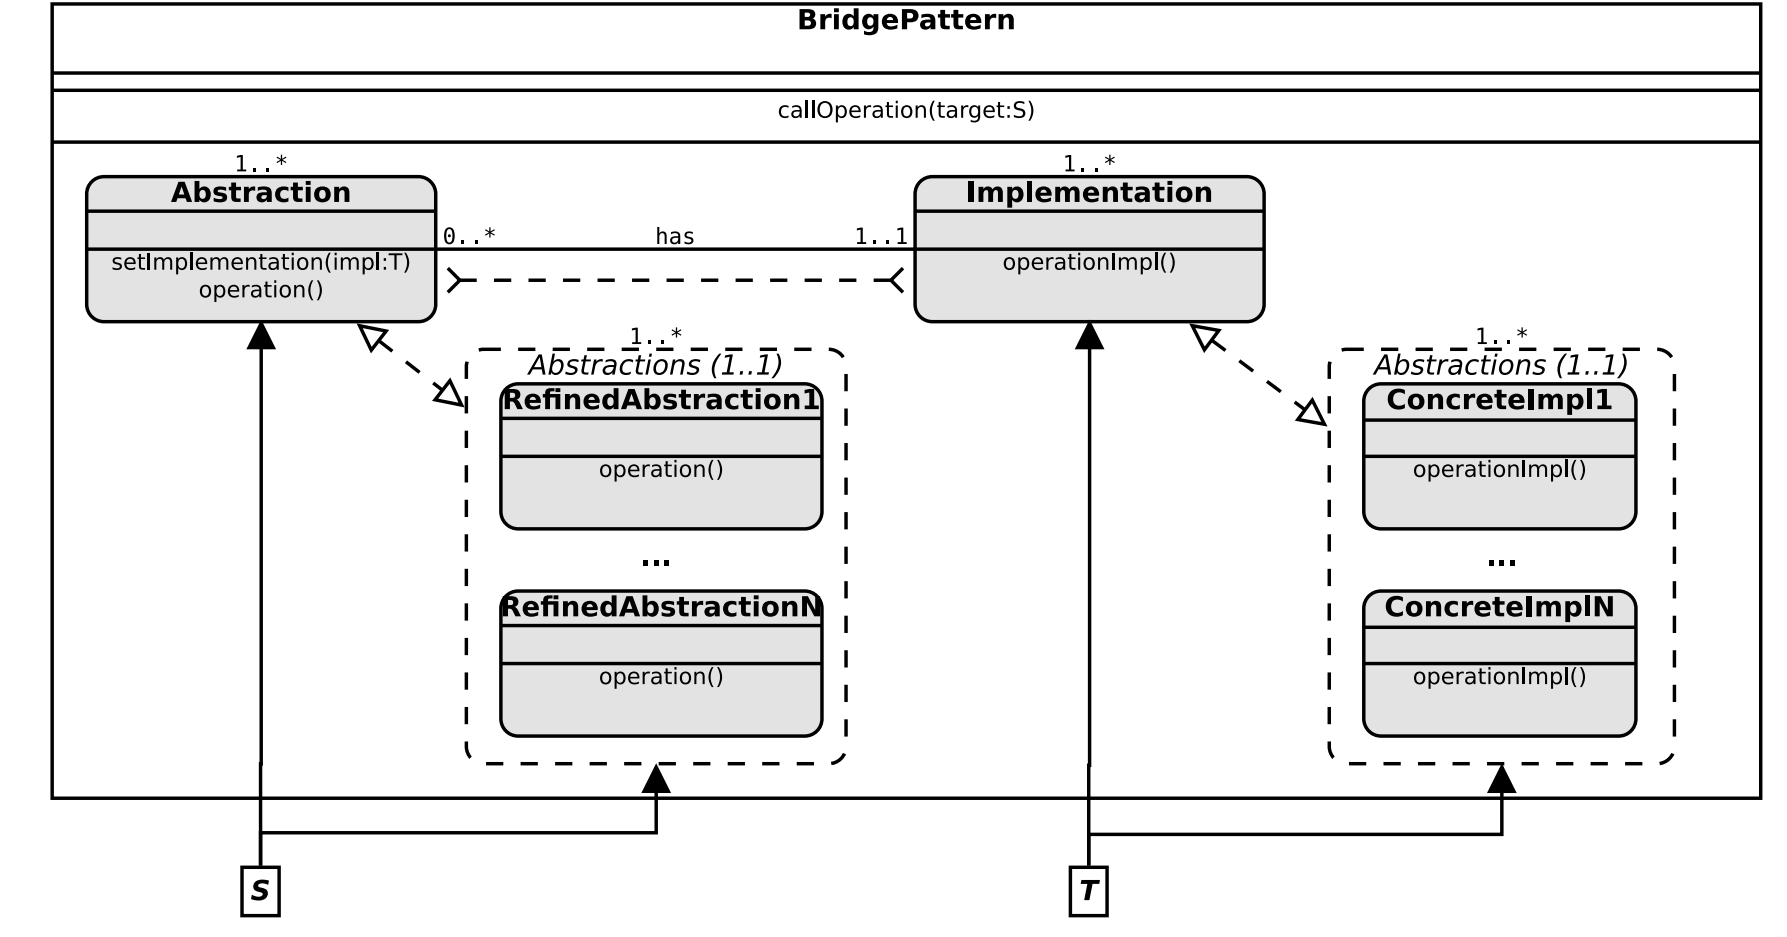 BridgePattern
callOperation(target:S)
1..*
Abstraction
setImplementation(impl:T)
operation()
0..*
has
1..1
1..*
Implementation
operationImpl()
1..*
Abstractions (1..1)
RefinedAbstraction1
operation()
...
RefinedAbstractionN
operation()
1..*
Abstractions (1..1)
ConcreteImpl1
operationImpl()
...
ConcreteImplN
operationImpl()
S
T